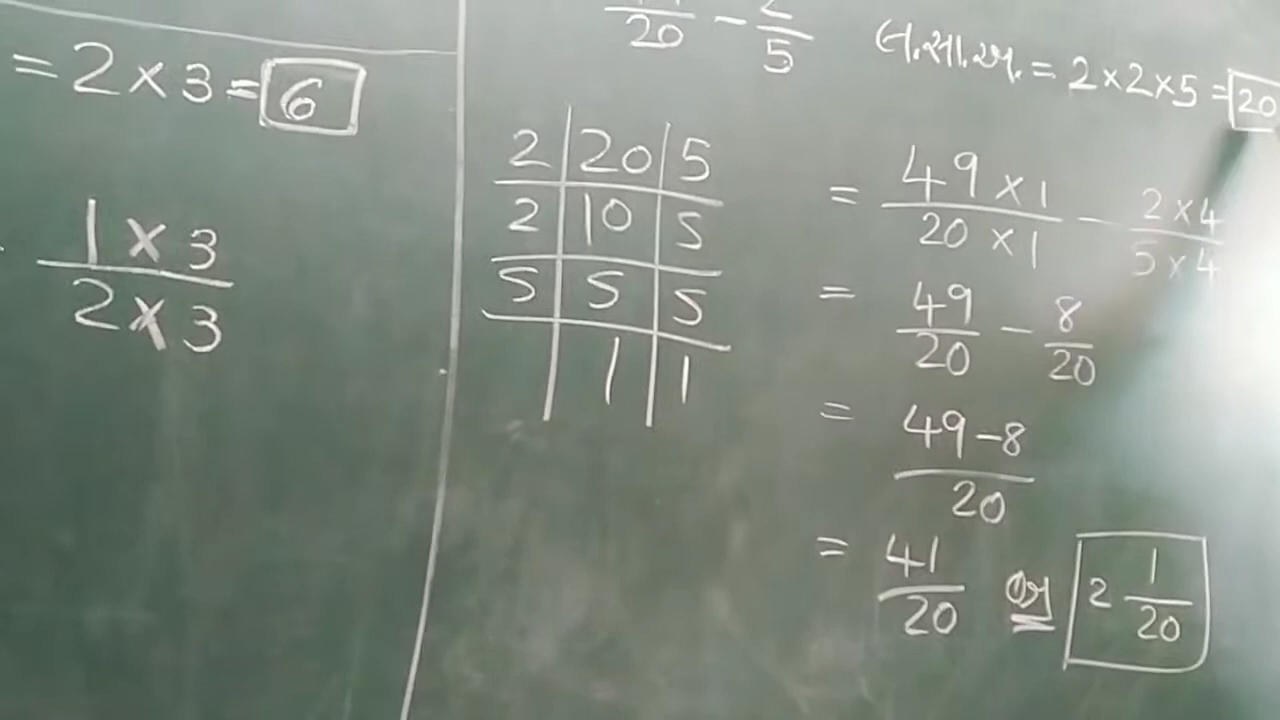 = 2 × 3 = 6
1 × 3
2 × 3
20 - 5
લ.સા.અ. = 2×2×5 = 20
2 | 20 | 5
2 | 10 | 5
5 | 5 | 5
1 | 1
= 49 × 1 / 20 × 1 - 2 × 4 / 5 × 4
= 49/20 - 8/20
= 49 - 8 / 20
= 41/20 2 1/20